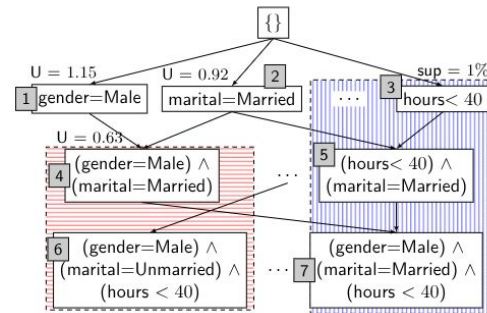 {}
U = 1.15
U = 0.92
sup = 1%
1 gender=Male
2 marital=Married
· · ·
3 hours< 40
U = 0.63
4 (gender=Male) ∧
(marital=Married)
· · ·
5 (hours< 40) ∧
(marital=Married)
6 (gender=Male) ∧
(marital=Unmarried) ∧
(hours < 40)
· · ·
7 (gender=Male) ∧
(marital=Married) ∧
(hours < 40)